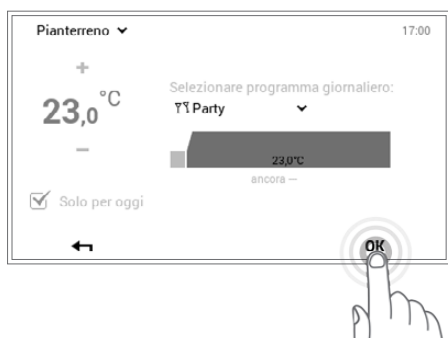 Pianterreno
17:00
+
23,0 °C
−
Selezionare programma giornaliero:
Party
23,0°C
ancora --
Solo per oggi
OK